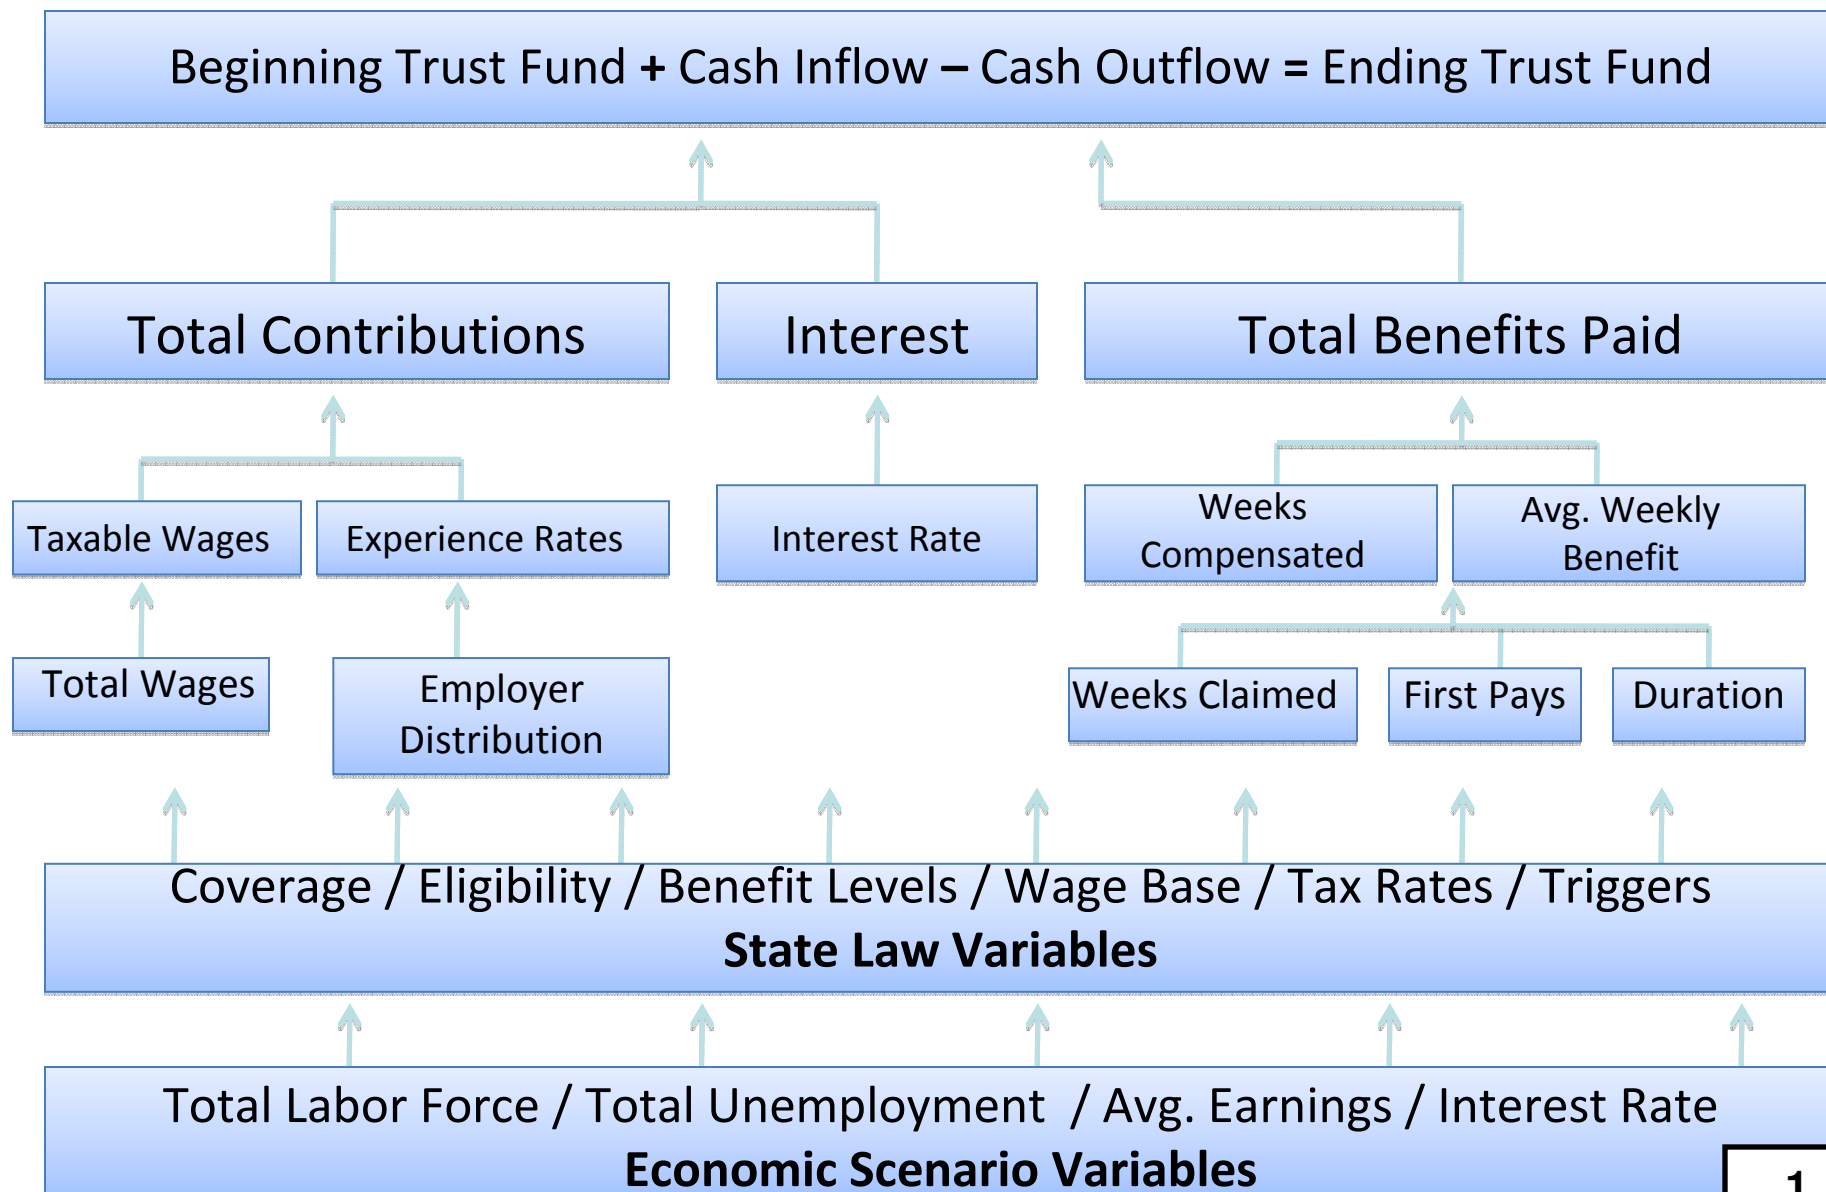 Beginning Trust Fund + Cash Inflow – Cash Outflow = Ending Trust Fund
Total Contributions
Interest
Total Benefits Paid
Taxable Wages
Experience Rates
Interest Rate
Weeks
Compensated
Avg. Weekly
Benefit
Total Wages
Employer
Distribution
Weeks Claimed
First Pays
Duration
Coverage / Eligibility / Benefit Levels / Wage Base / Tax Rates / Triggers
State Law Variables
Total Labor Force / Total Unemployment / Avg. Earnings / Interest Rate
Economic Scenario Variables
1